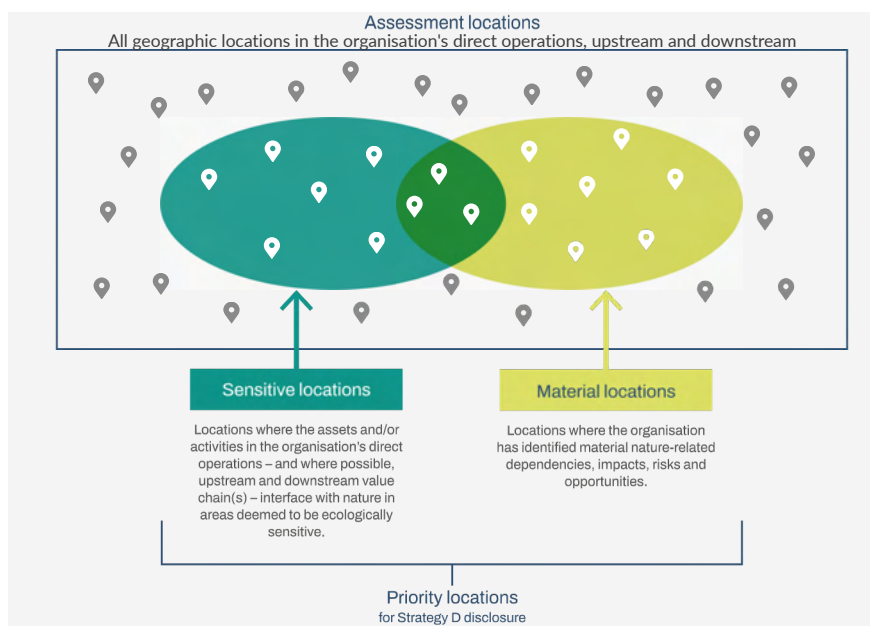 Assessment locations
All geographic locations in the organisation's direct operations, upstream and downstream
Sensitive locations
Locations where the assets and/or
activities in the organisation's direct
operations – and where possible,
upstream and downstream value
chain(s) – interface with nature in
areas deemed to be ecologically
sensitive.
Material locations
Locations where the organisation
has identified material nature-related
dependencies, impacts, risks and
opportunities.
Priority locations
for Strategy D disclosure